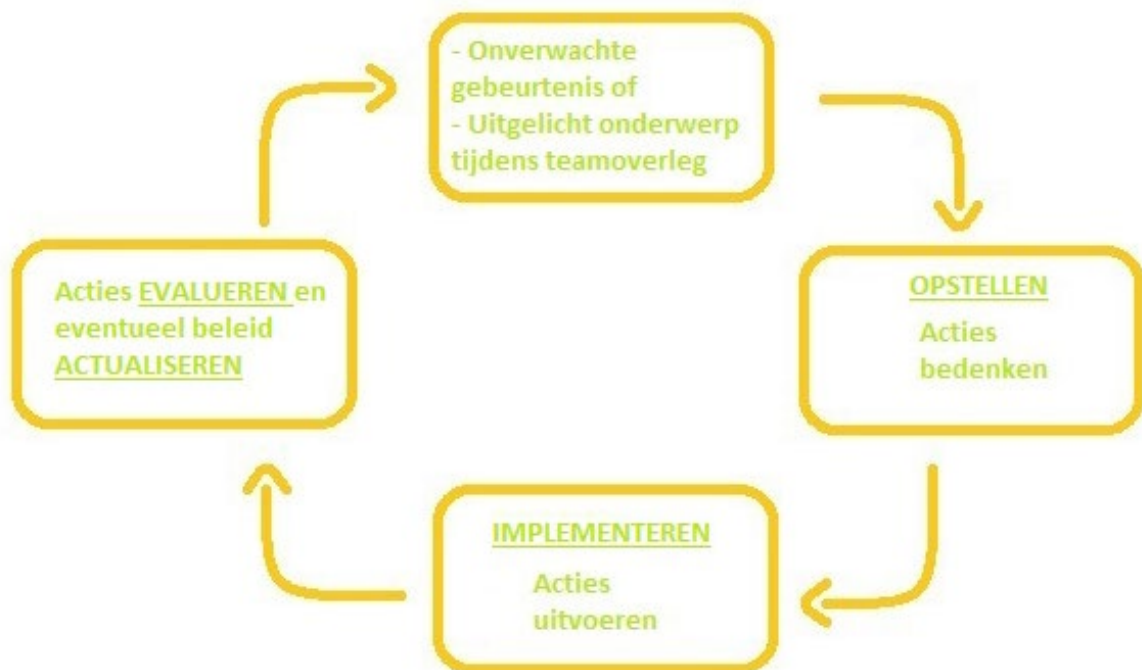 - Onverwachte
gebeurtenis of
- Uitgelicht onderwerp
tijdens teamoverleg
OPSTELLEN
Acties
bedenken
IMPLEMENTEREN
Acties
uitvoeren
Acties EVALUEREN en
eventueel beleid
ACTUALISEREN